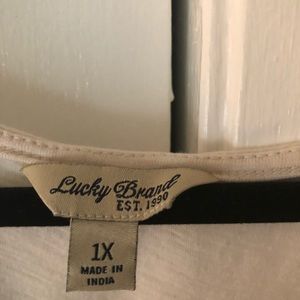 Lucky Brand
EST. 1990
1X
MADE IN
INDIA